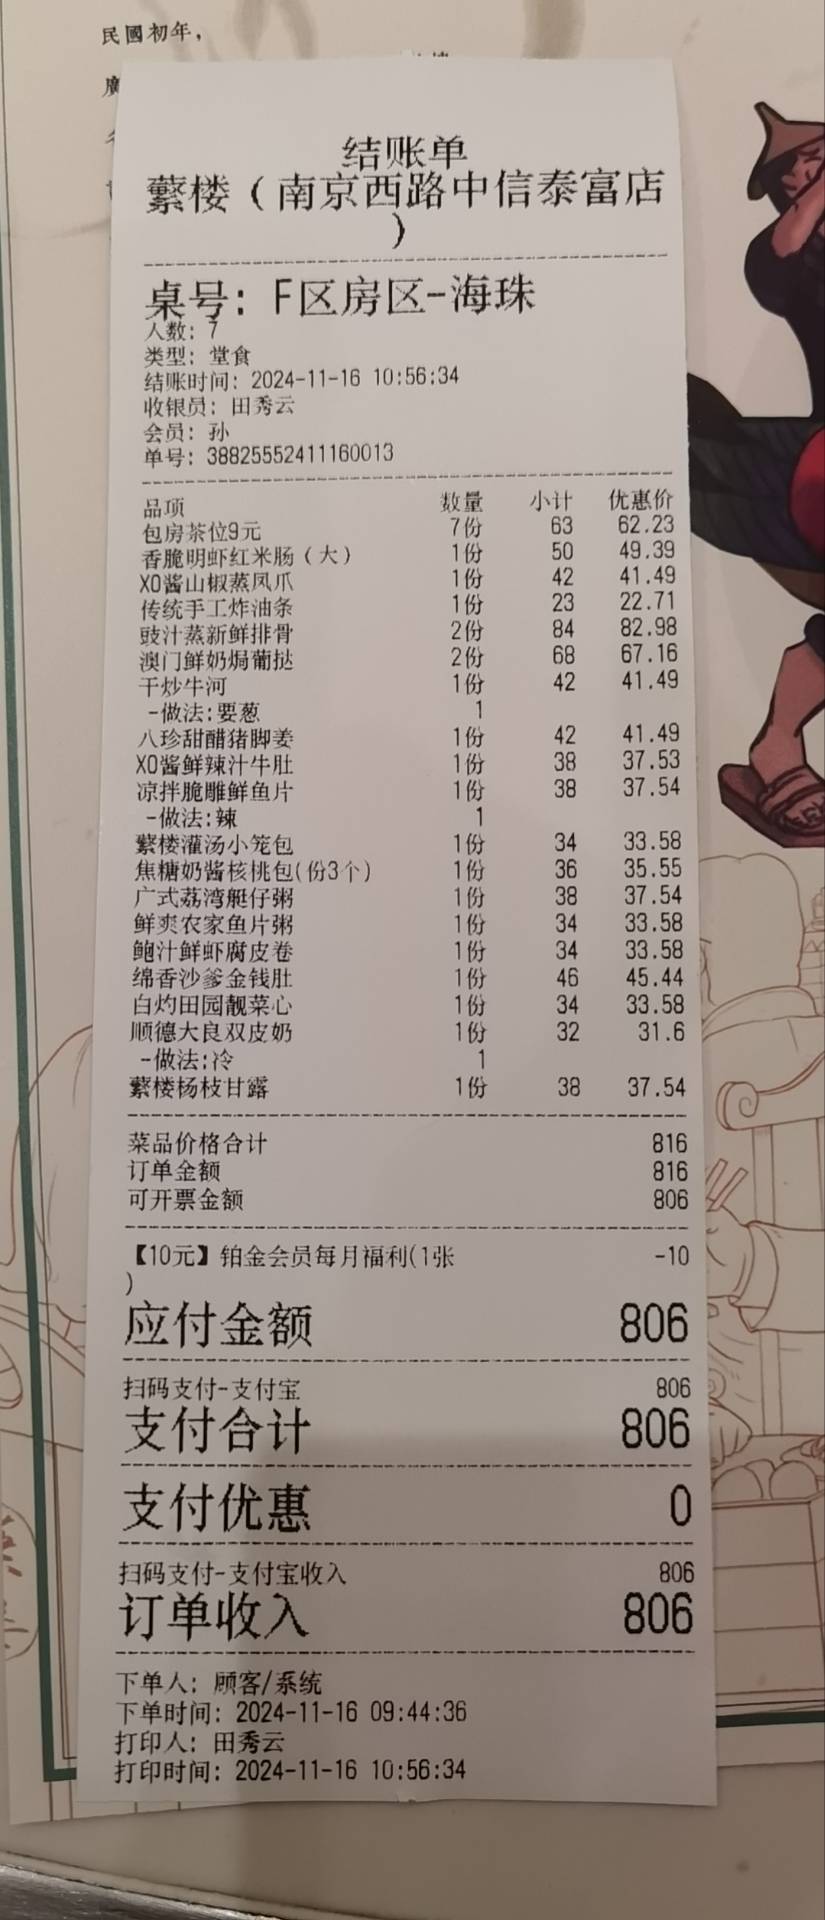 民國初年，
廣
结账单
蘩楼（南京西路中信泰富店
）
桌号：F区房区-海珠
人数：7
类型：堂食
结账时间：2024-11-16 10:56:34
收银员：田秀云
会员：孙
单号：38825552411160013
品项 数量 小计 优惠价
包房茶位9元 7份 63 62.23
香脆明虾红米肠（大） 1份 50 49.39
XO酱山椒蒸凤爪 1份 42 41.49
传统手工炸油条 1份 23 22.71
豉汁蒸新鲜排骨 2份 84 82.98
澳门鲜奶焗葡挞 2份 68 67.16
干炒牛河 1份 42 41.49
-做法:要葱 1
八珍甜醋猪脚姜 1份 42 41.49
XO酱鲜辣汁牛肚 1份 38 37.53
凉拌脆雕鲜鱼片 1份 38 37.54
-做法:辣 1
蘩楼灌汤小笼包 1份 34 33.58
焦糖奶酱核桃包(份3个) 1份 36 35.55
广式荔湾艇仔粥 1份 38 37.54
鲜爽农家鱼片粥 1份 34 33.58
鲍汁鲜虾腐皮卷 1份 34 33.58
绵香沙爹金钱肚 1份 46 45.44
白灼田园靓菜心 1份 34 33.58
顺德大良双皮奶 1份 32 31.6
-做法:冷 1
蘩楼杨枝甘露 1份 38 37.54
菜品价格合计 816
订单金额 816
可开票金额 806
【10元】铂金会员每月福利(1张 -10
)
应付金额 806
扫码支付-支付宝 806
支付合计 806
支付优惠 0
扫码支付-支付宝收入 806
订单收入 806
下单人：顾客/系统
下单时间：2024-11-16 09:44:36
打印人：田秀云
打印时间：2024-11-16 10:56:34